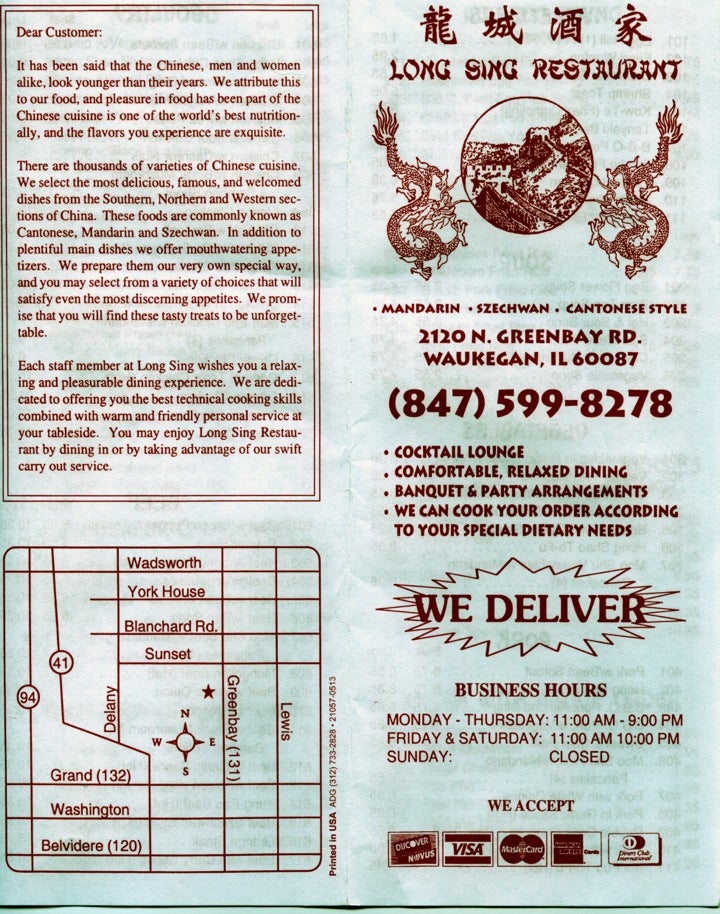 Dear Customer:
It has been said that the Chinese, men and women
alike, look younger than their years. We attribute this
to our food, and pleasure in food has been part of the
Chinese cuisine is one of the world's best nutrition-
ally, and the flavors you experience are exquisite.
There are thousands of varieties of Chinese cuisine.
We select the most delicious, famous, and welcomed
dishes from the Southern, Northern and Western sec-
tions of China. These foods are commonly known as
Cantonese, Mandarin and Szechwan. In addition to
plentiful main dishes we offer mouthwatering appe-
tizers. We prepare them our very own special way,
and you may select from a variety of choices that will
satisfy even the most discerning appetites. We prom-
ise that you will find these tasty treats to be unforget-
table.
Each staff member at Long Sing wishes you a relax-
ing and pleasurable dining experience. We are dedi-
cated to offering you the best technical cooking skills
combined with warm and friendly personal service at
your tableside. You may enjoy Long Sing Restau-
rant by dining in or by taking advantage of our swift
carry out service.
Wadsworth
York House
Blanchard Rd.
Sunset
41
94
Delany
Greenbay (131)
Lewis
N
W
E
S
Grand (132)
Washington
Belvidere (120)
Printed in USA ADG (312) 733-2828 • 21057-0513
龍城酒家
LONG SING RESTAURANT
• MANDARIN • SZECHWAN • CANTONESE STYLE
2120 N. GREENBAY RD.
WAUKEGAN, IL 60087
(847) 599-8278
• COCKTAIL LOUNGE
• COMFORTABLE, RELAXED DINING
• BANQUET & PARTY ARRANGEMENTS
• WE CAN COOK YOUR ORDER ACCORDING
TO YOUR SPECIAL DIETARY NEEDS
WE DELIVER
BUSINESS HOURS
MONDAY - THURSDAY: 11:00 AM - 9:00 PM
FRIDAY & SATURDAY: 11:00 AM 10:00 PM
SUNDAY: CLOSED
WE ACCEPT
DISCOVER
NOVUS
VISA
MasterCard
Cards
Diners Club
International